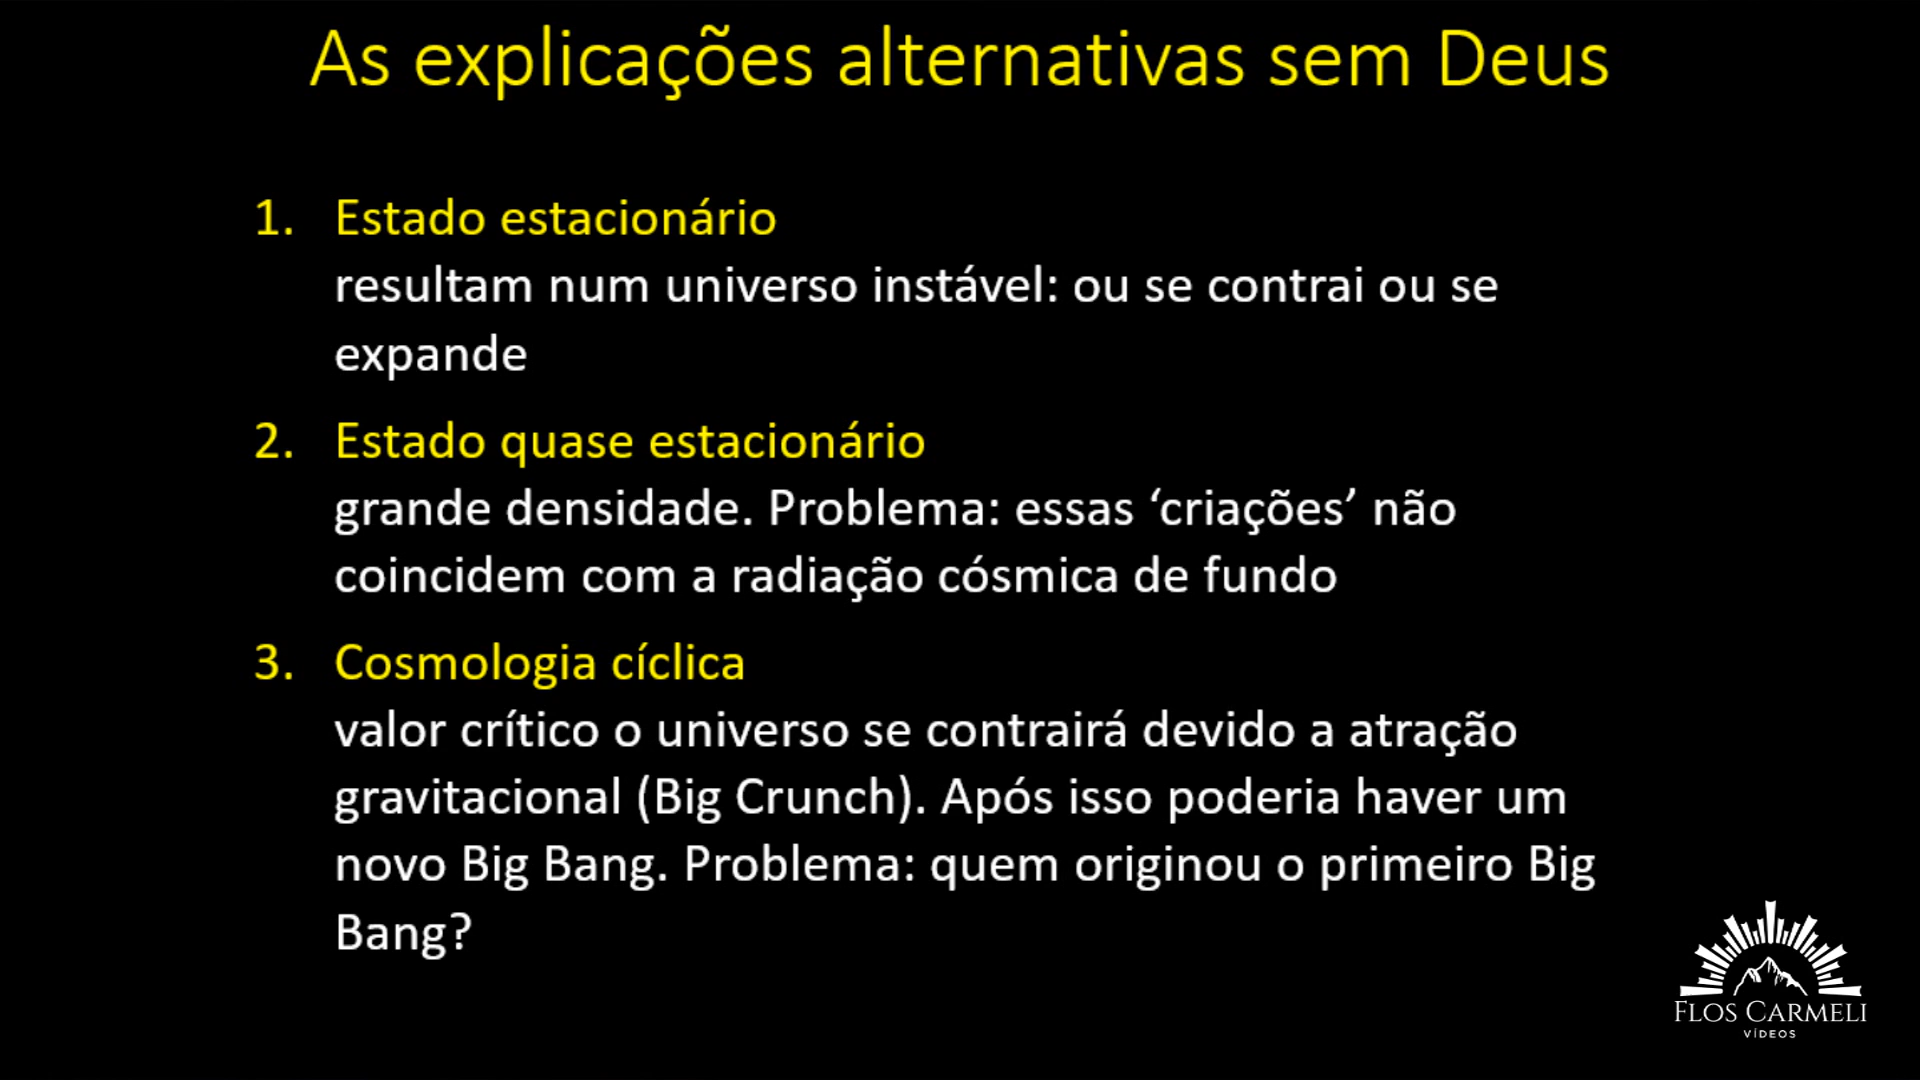 As explicações alternativas sem Deus
1. Estado estacionário
resultam num universo instável: ou se contrai ou se
expande
2. Estado quase estacionário
grande densidade. Problema: essas ‘criações’ não
coincidem com a radiação cósmica de fundo
3. Cosmologia cíclica
valor crítico o universo se contrairá devido a atração
gravitacional (Big Crunch). Após isso poderia haver um
novo Big Bang. Problema: quem originou o primeiro Big
Bang?
FLOS CARMELI
VÍDEOS